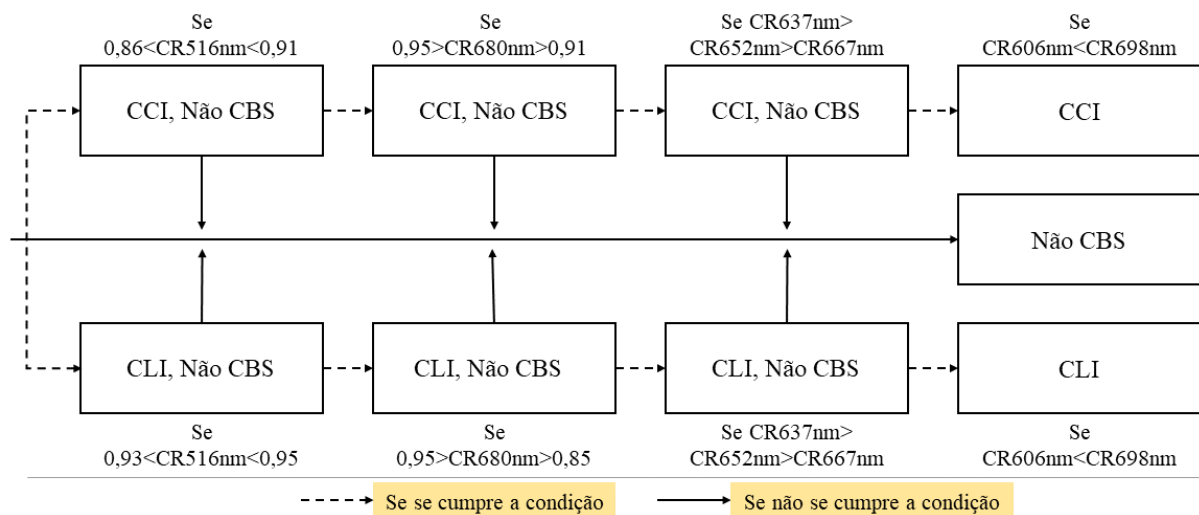 Se
0,86<CR516nm<0,91
Se
0,95>CR680nm>0,91
Se CR637nm>
CR652nm>CR667nm
Se
CR606nm<CR698nm
CCI, Não CBS
CCI, Não CBS
CCI, Não CBS
CCI
Não CBS
CLI, Não CBS
CLI, Não CBS
CLI, Não CBS
CLI
Se
0,93<CR516nm<0,95
Se
0,95>CR680nm>0,85
Se CR637nm>
CR652nm>CR667nm
Se
CR606nm<CR698nm
Se se cumpre a condição
Se não se cumpre a condição